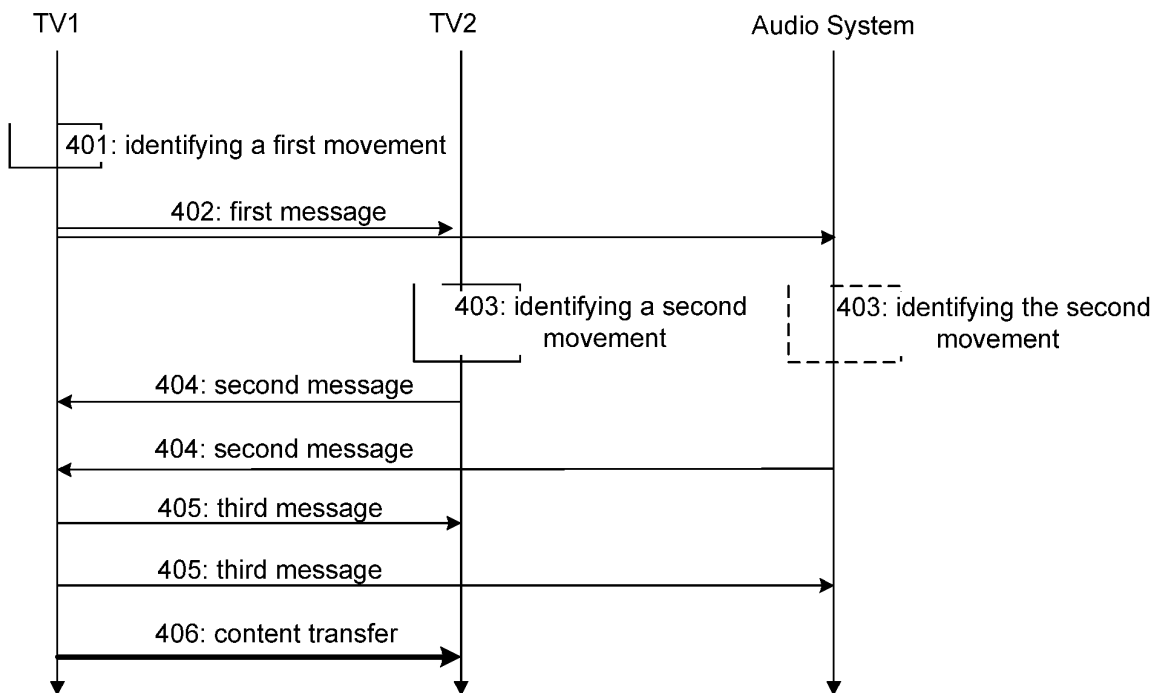 TV1
TV2
Audio System
401: identifying a first movement
402: first message
403: identifying a second
movement
403: identifying the second
movement
404: second message
404: second message
405: third message
405: third message
406: content transfer